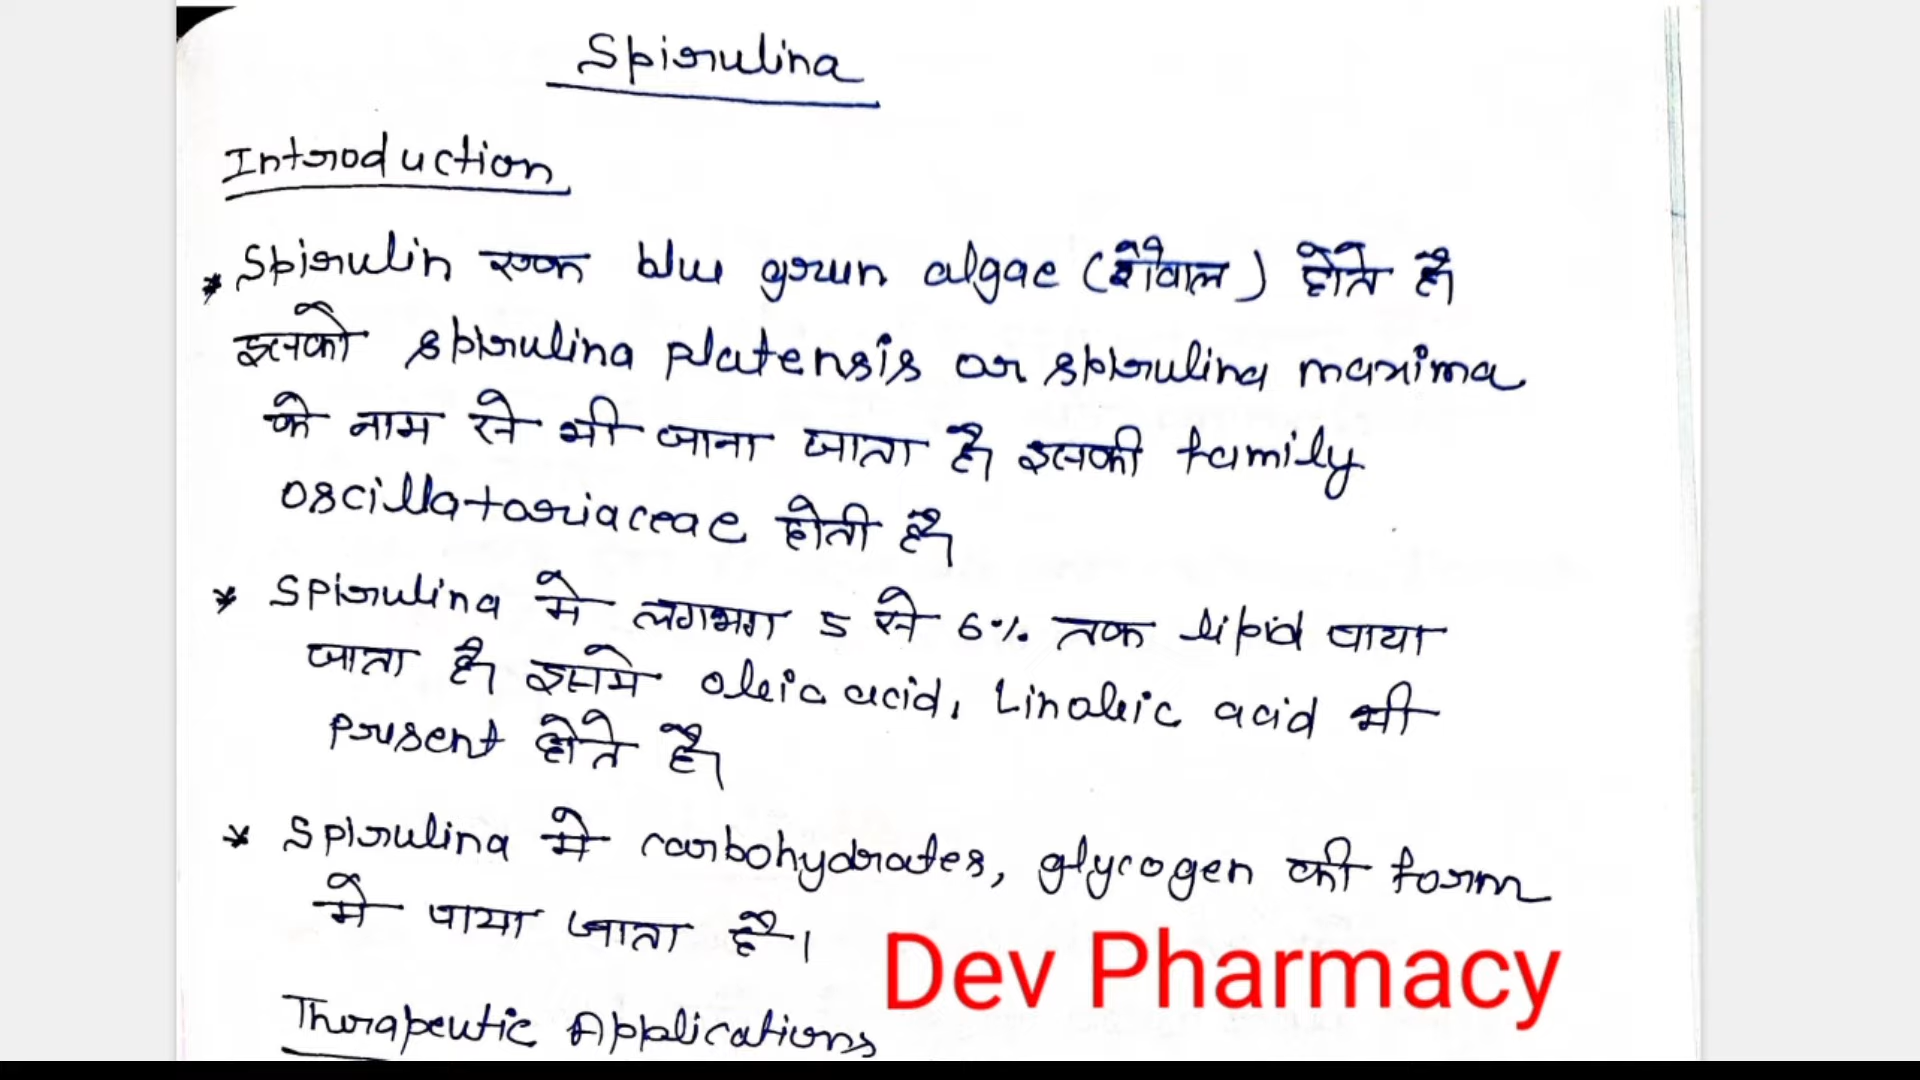 Spirulina
Introduction
* Spirulin एक blue green algae (शैवाल) होते है।
इसको spirulina platensis or spirulina maxima
के नाम से भी जाना जाता है। इसकी family
oscillatoriaceae होती है।
* Spirulina मे लगभग 5 से 6% तक lipid पाया
जाता है। इसमे oleic acid, Linoleic acid भी
present होते है।
* Spirulina मे carbohydrates, glycogen की form
मे पाया जाता है।
Dev Pharmacy
Therapeutic Applications